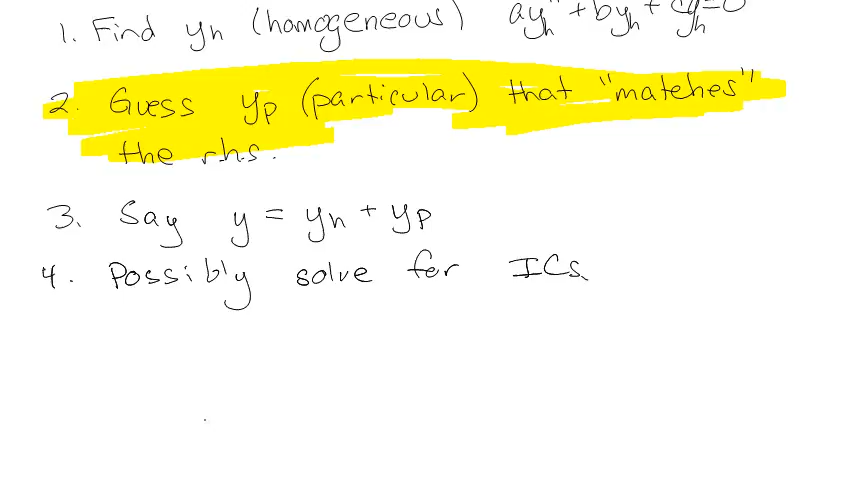 1. Find yh (homogeneous) ayh" + byh' + cyh = 0
2. Guess yp (particular) that "matches"
the rhs.
3. Say y = yh + yp
4. Possibly solve for ICs